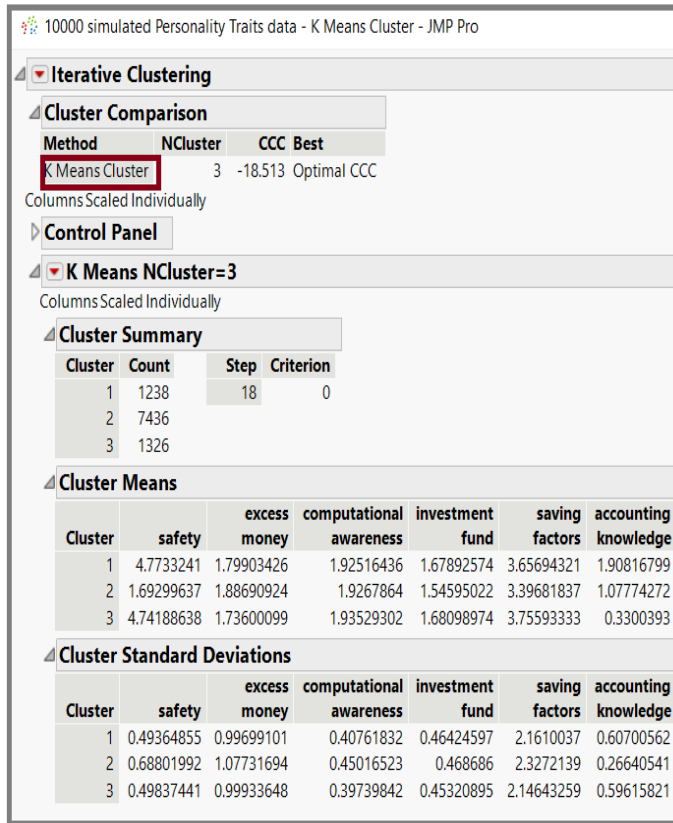 10000 simulated Personality Traits data - K Means Cluster - JMP Pro
Iterative Clustering
Cluster Comparison
Method NCluster CCC Best
K Means Cluster 3 -18.513 Optimal CCC
Columns Scaled Individually
Control Panel
K Means NCluster=3
Columns Scaled Individually
Cluster Summary
Cluster Count Step Criterion
1 1238 18 0
2 7436
3 1326
Cluster Means
excess computational investment saving accounting
Cluster safety money awareness fund factors knowledge
1 4.7733241 1.79903426 1.92516436 1.67892574 3.65694321 1.90816799
2 1.69299637 1.88690924 1.9267864 1.54595022 3.39681837 1.07774272
3 4.74188638 1.73600099 1.93529302 1.68098974 3.75593333 0.3300393
Cluster Standard Deviations
excess computational investment saving accounting
Cluster safety money awareness fund factors knowledge
1 0.49364855 0.99699101 0.40761832 0.46424597 2.1610037 0.60700562
2 0.68801992 1.07731694 0.45016523 0.468686 2.3272139 0.26640541
3 0.49837441 0.99933648 0.39739842 0.45320895 2.14643259 0.59615821